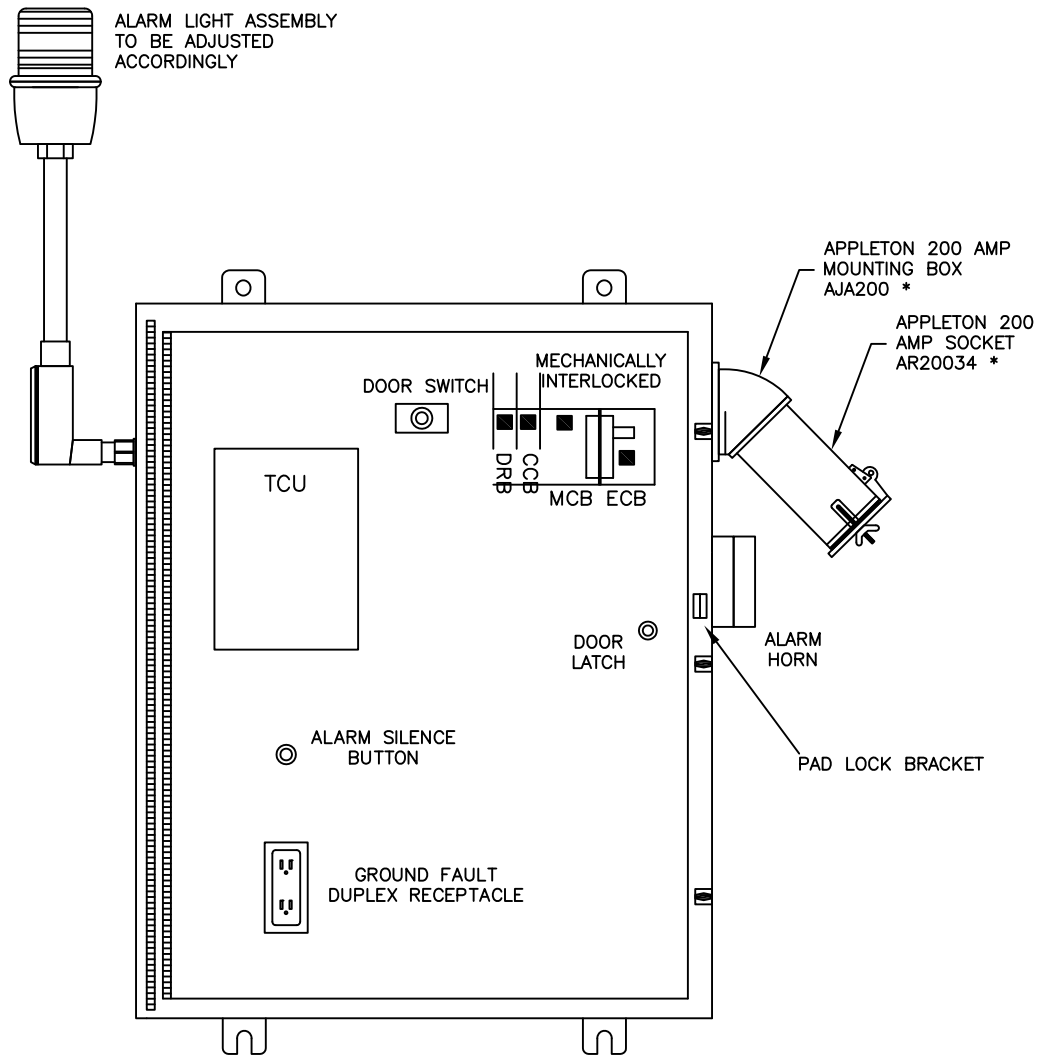 ALARM LIGHT ASSEMBLY
TO BE ADJUSTED
ACCORDINGLY
APPLETON 200 AMP
MOUNTING BOX
AJA200 *
APPLETON 200
AMP SOCKET
AR20034 *
MECHANICALLY
INTERLOCKED
DOOR SWITCH
DRB
CCB
MCB ECB
TCU
DOOR
LATCH
ALARM
HORN
ALARM SILENCE
BUTTON
PAD LOCK BRACKET
GROUND FAULT
DUPLEX RECEPTACLE